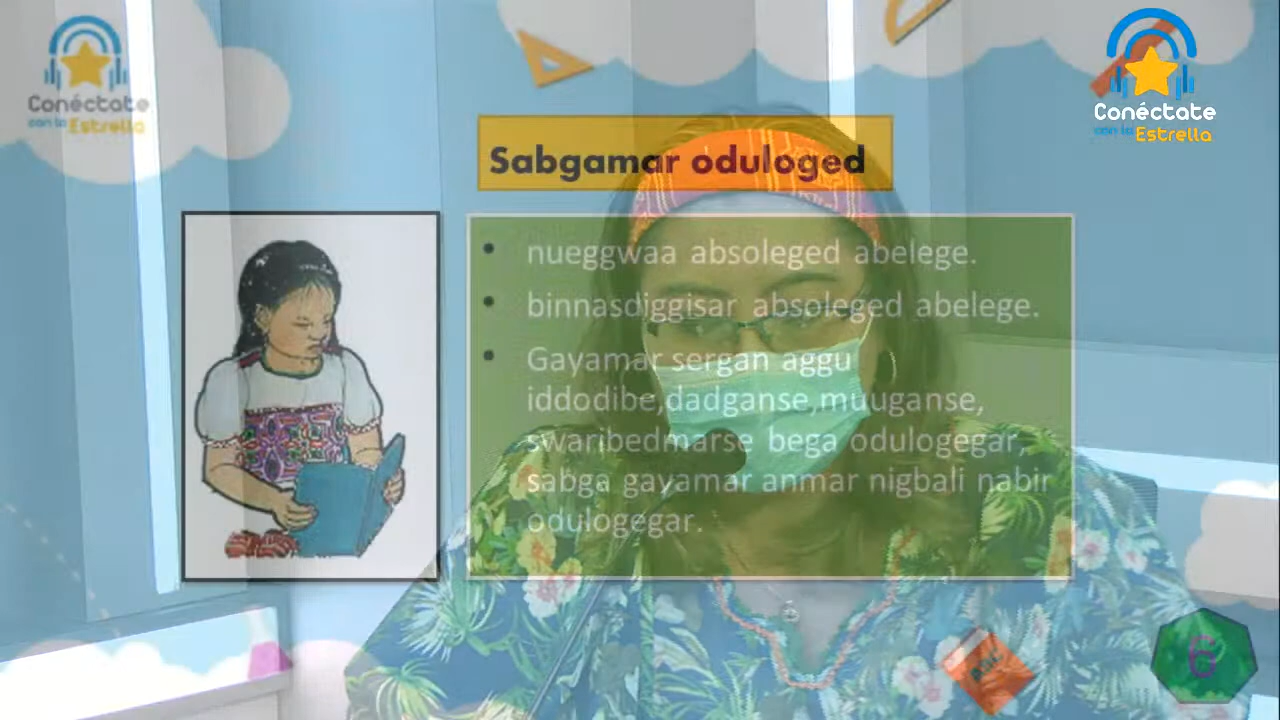 Conéctate
con la Estrella
Conéctate
con la Estrella
Sabgamar oduloged
• nueggwaa absoleged abelege.
• binnasdiggisar absoleged abelege.
• Gayamar sergan aggu
iddodibe,dadganse,muuganse,
swaribedmarse bega odulogegar,
sabga gayamar anmar nigbali nabir
odulogegar.
ABC
6